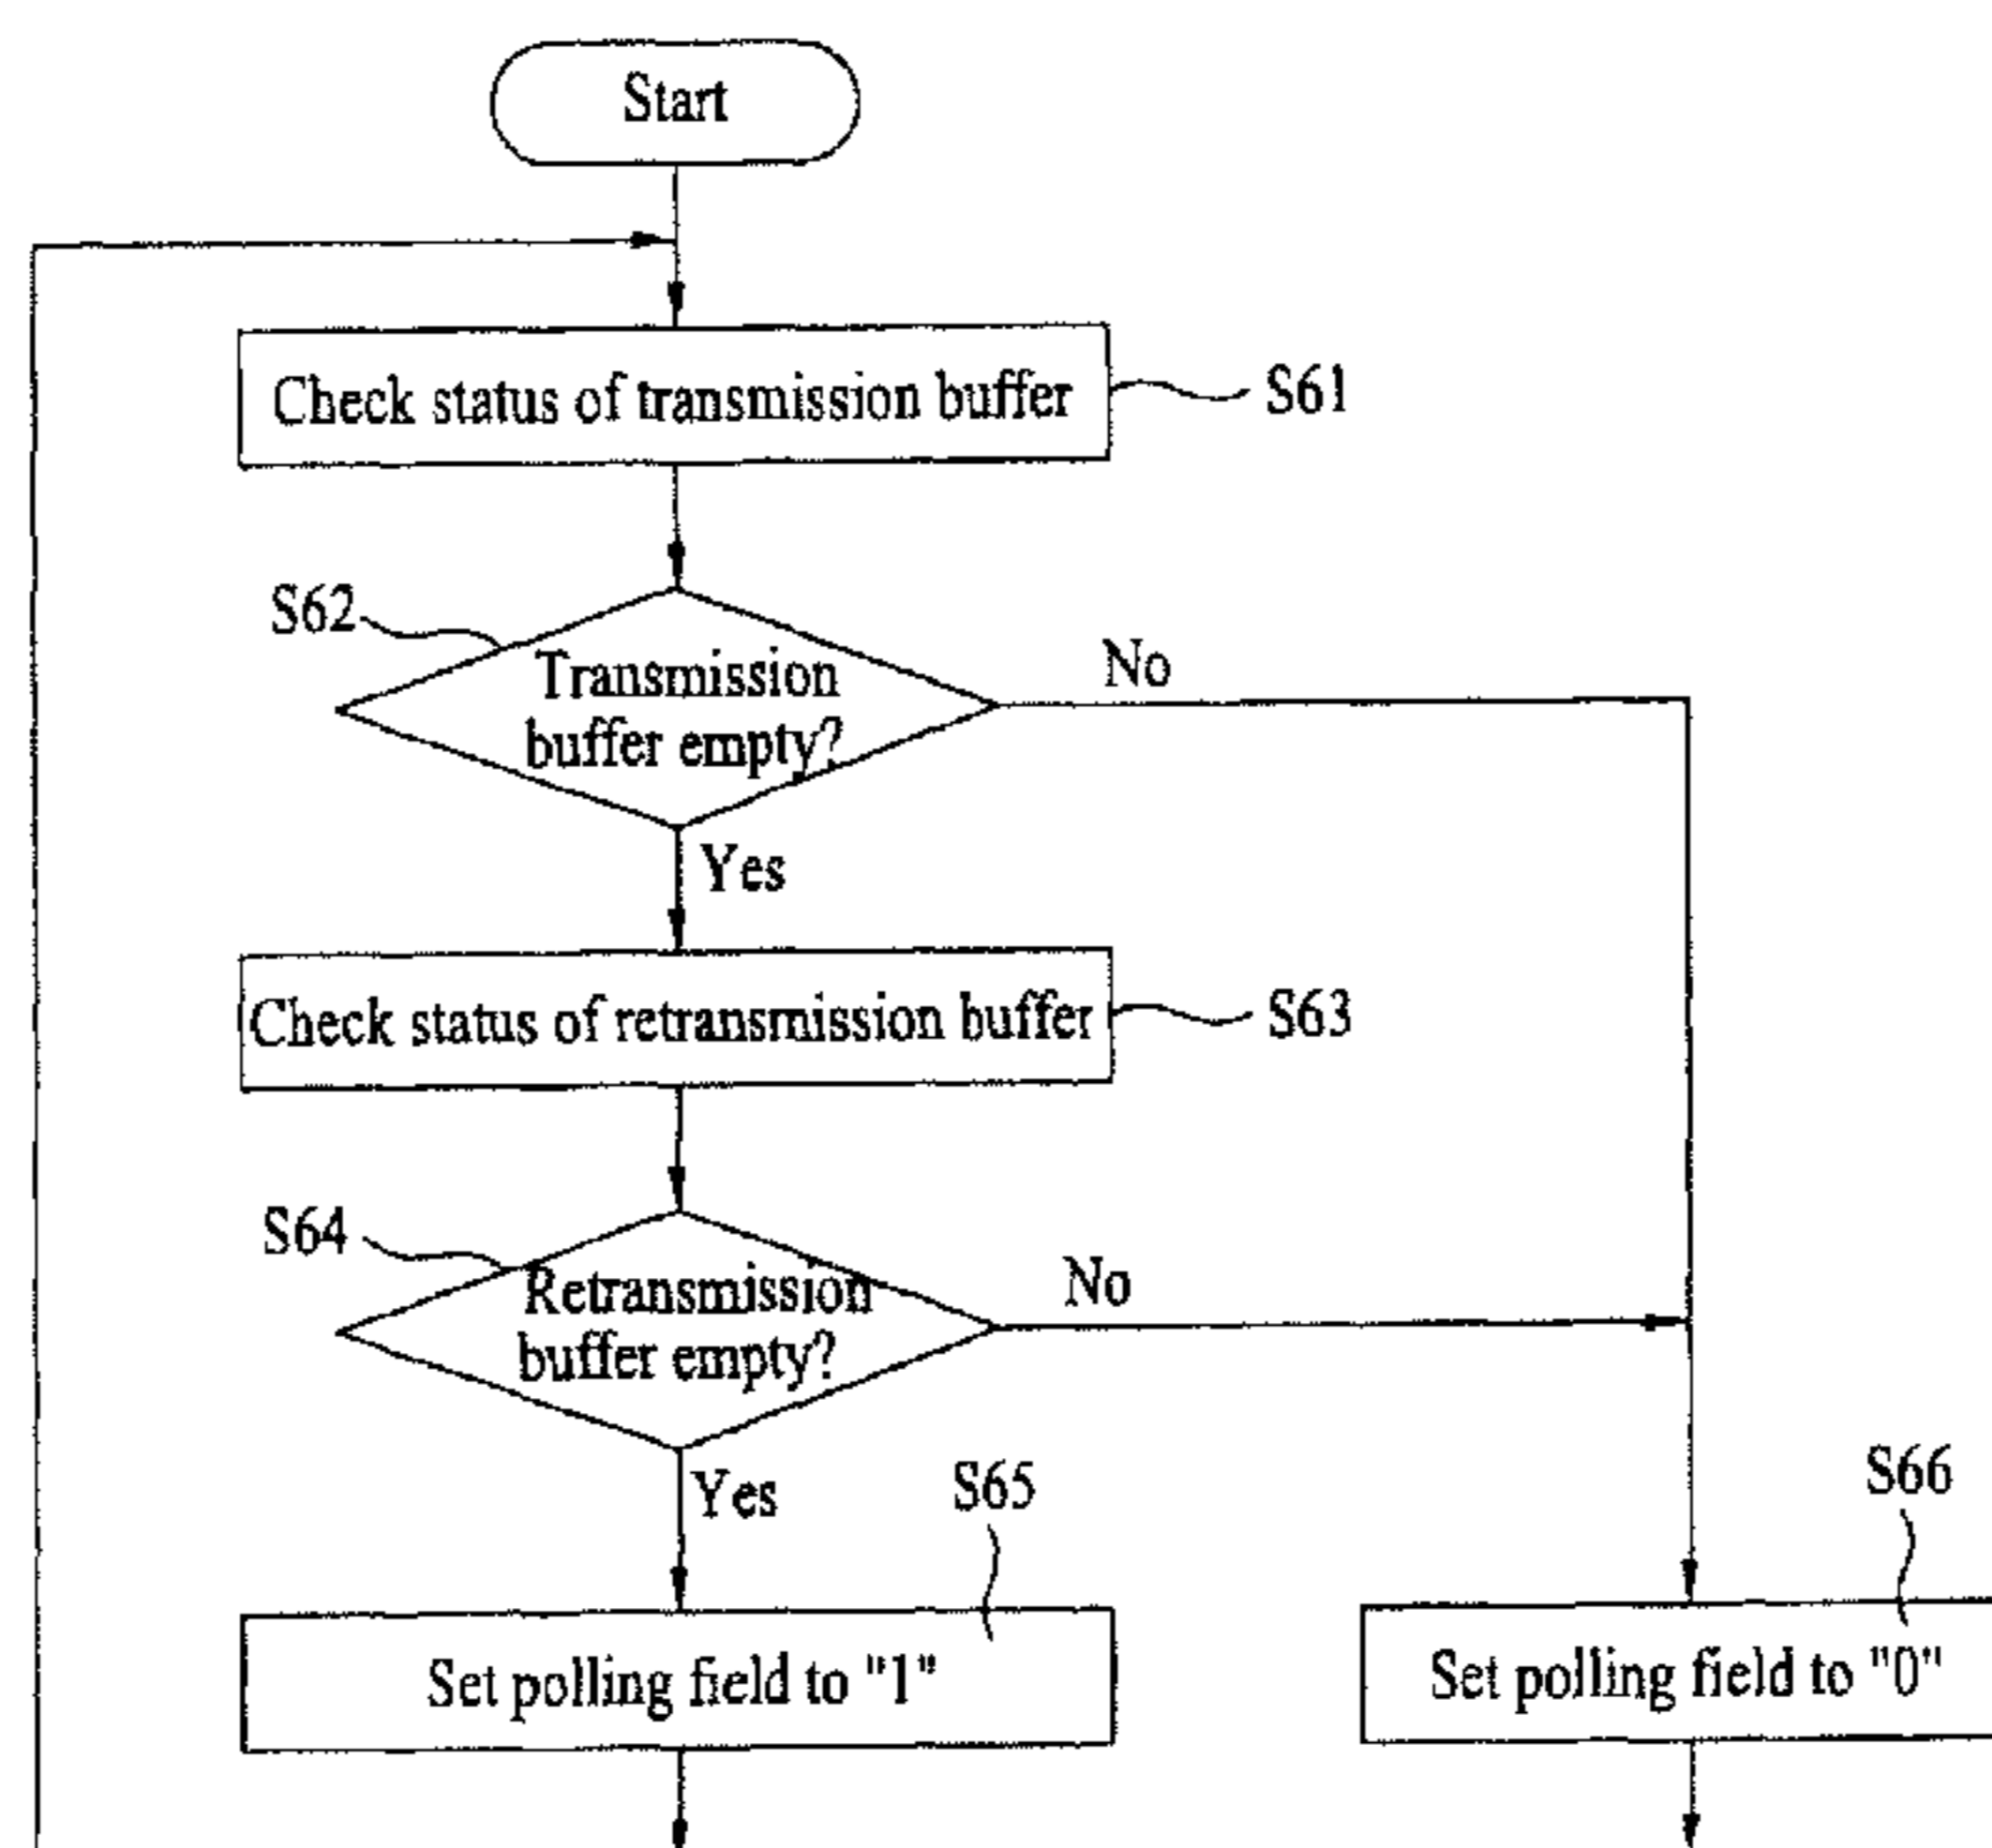 Start
Check status of transmission buffer
S61
S62
Transmission
buffer empty?
No
Yes
Check status of retransmission buffer
S63
S64
Retransmission
buffer empty?
No
Yes
S65
S66
Set polling field to "1"
Set polling field to "0"